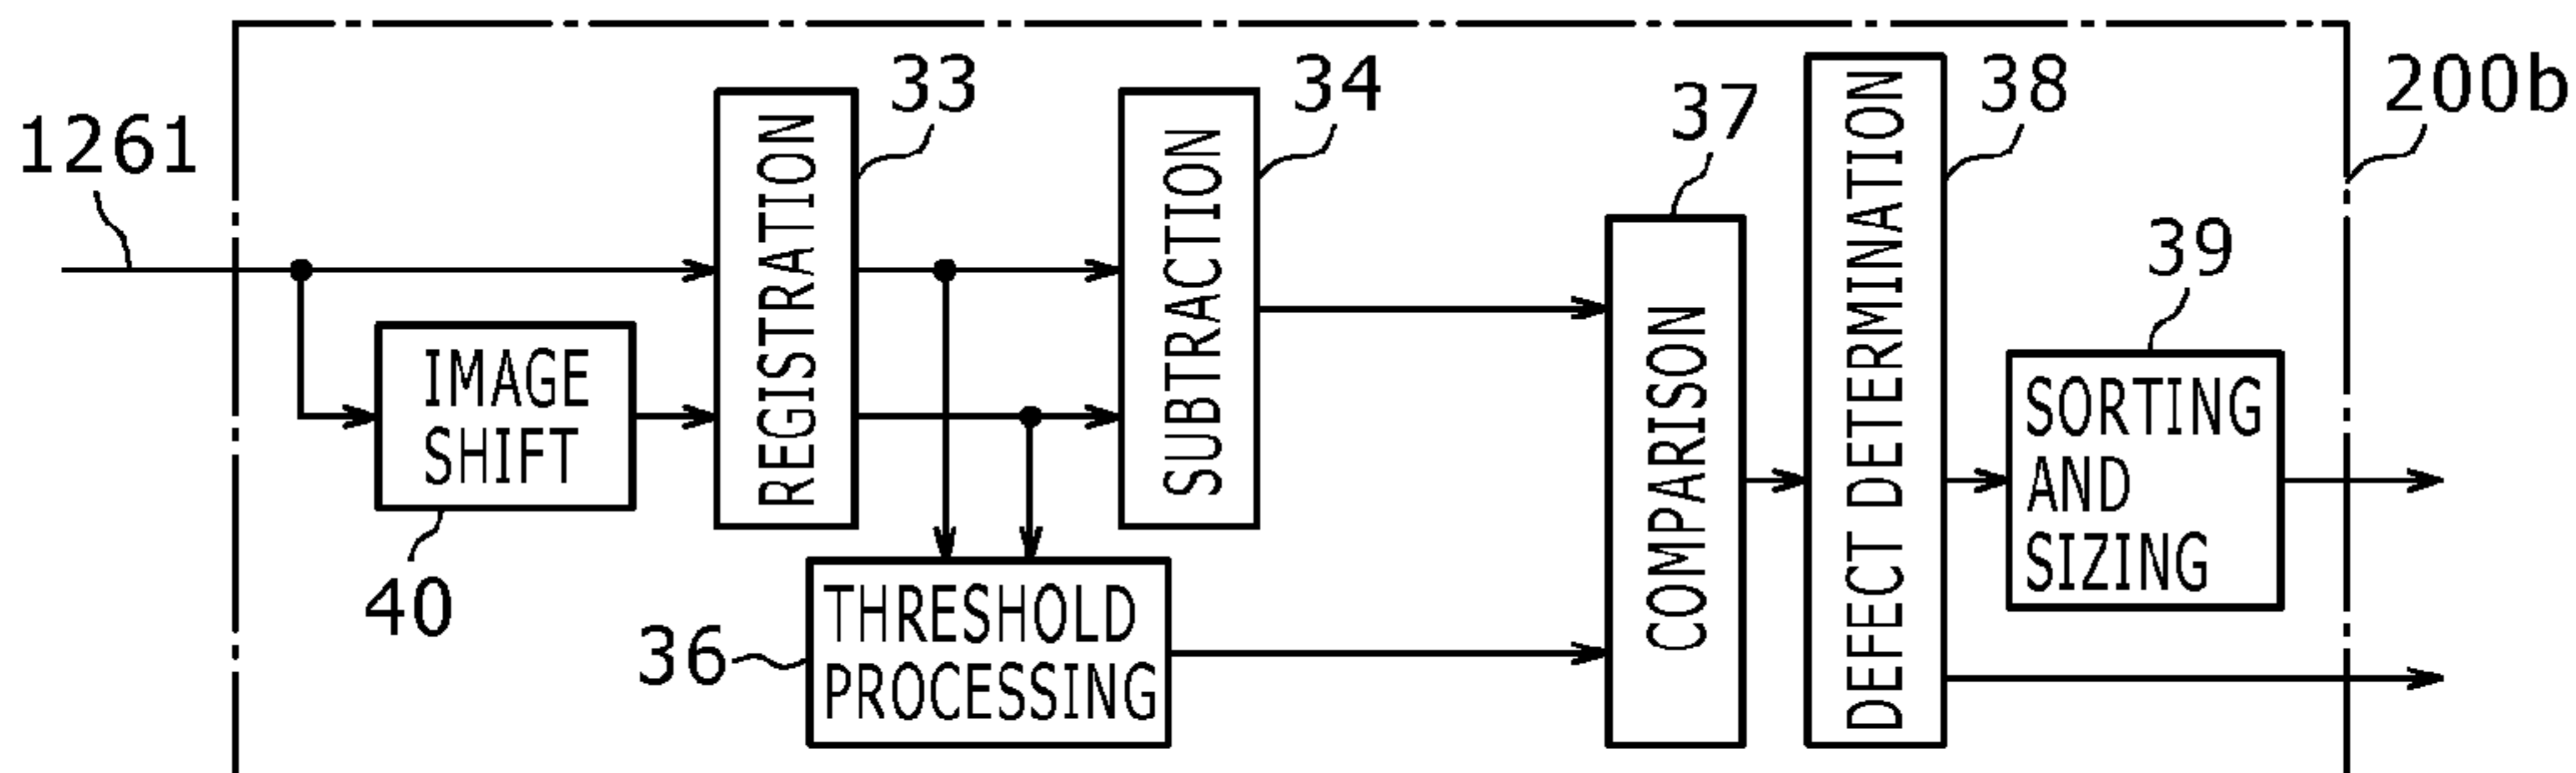 1261
33
34
37
38
200b
REGISTRATION
SUBTRACTION
COMPARISON
DEFECT DETERMINATION
39
IMAGE
SHIFT
40
SORTING
AND
SIZING
36
THRESHOLD
PROCESSING